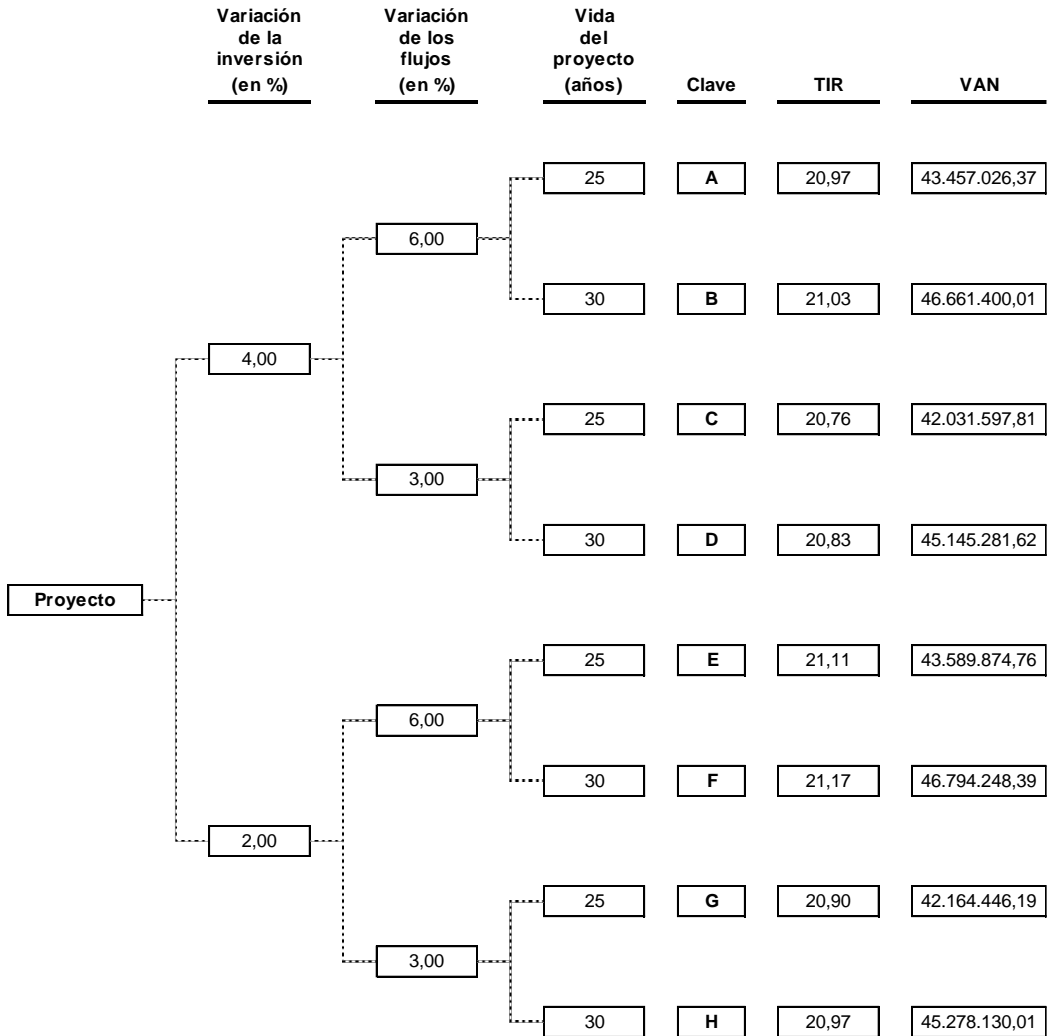 Variación
de la
inversión
(en %)
Variación
de los
flujos
(en %)
Vida
del
proyecto
(años)
Clave
TIR
VAN
25 A 20,97 43.457.026,37
6,00
30 B 21,03 46.661.400,01
4,00
25 C 20,76 42.031.597,81
3,00
30 D 20,83 45.145.281,62
Proyecto
25 E 21,11 43.589.874,76
6,00
30 F 21,17 46.794.248,39
2,00
25 G 20,90 42.164.446,19
3,00
30 H 20,97 45.278.130,01